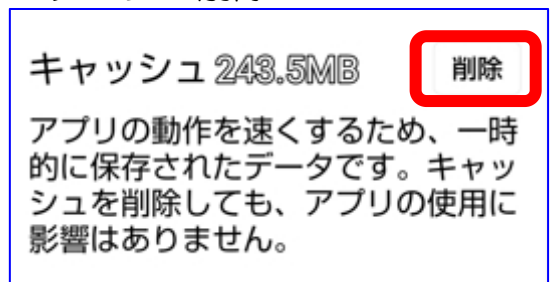 キャッシュ 243.5MB 削除
アプリの動作を速くするため、一時
的に保存されたデータです。キャッ
シュを削除しても、アプリの使用に
影響はありません。